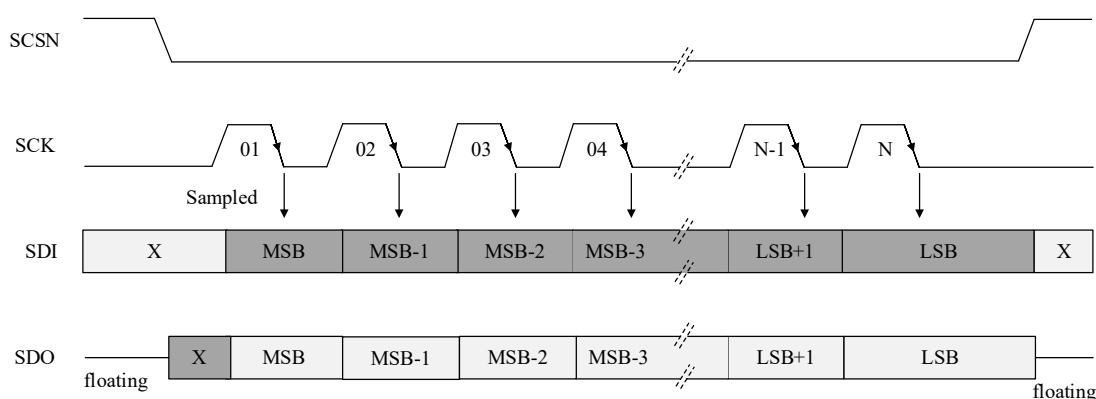 SCSN
SCK 01 02 03 04 N-1 N
Sampled
SDI X MSB MSB-1 MSB-2 MSB-3 LSB+1 LSB X
SDO X MSB MSB-1 MSB-2 MSB-3 LSB+1 LSB
floating floating